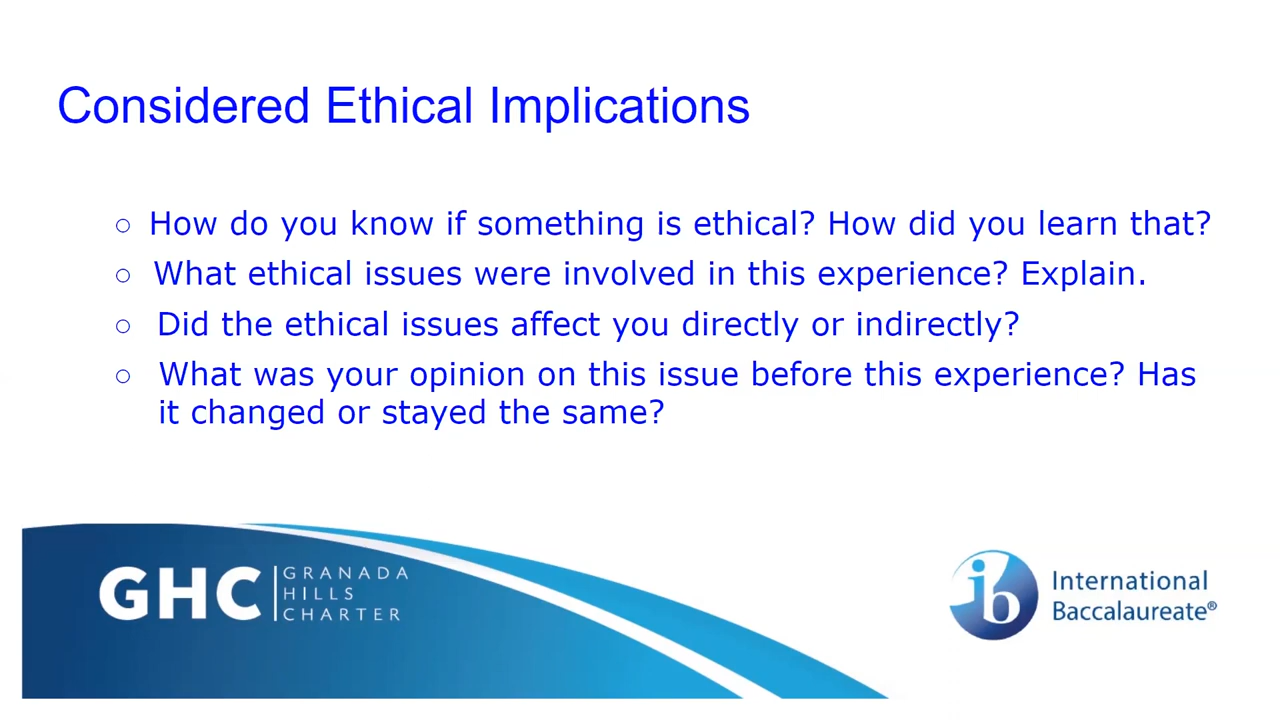 Considered Ethical Implications
○ How do you know if something is ethical? How did you learn that?
○ What ethical issues were involved in this experience? Explain.
○ Did the ethical issues affect you directly or indirectly?
○ What was your opinion on this issue before this experience? Has
it changed or stayed the same?
GHC
GRANADA
HILLS
CHARTER
ib
International
Baccalaureate®